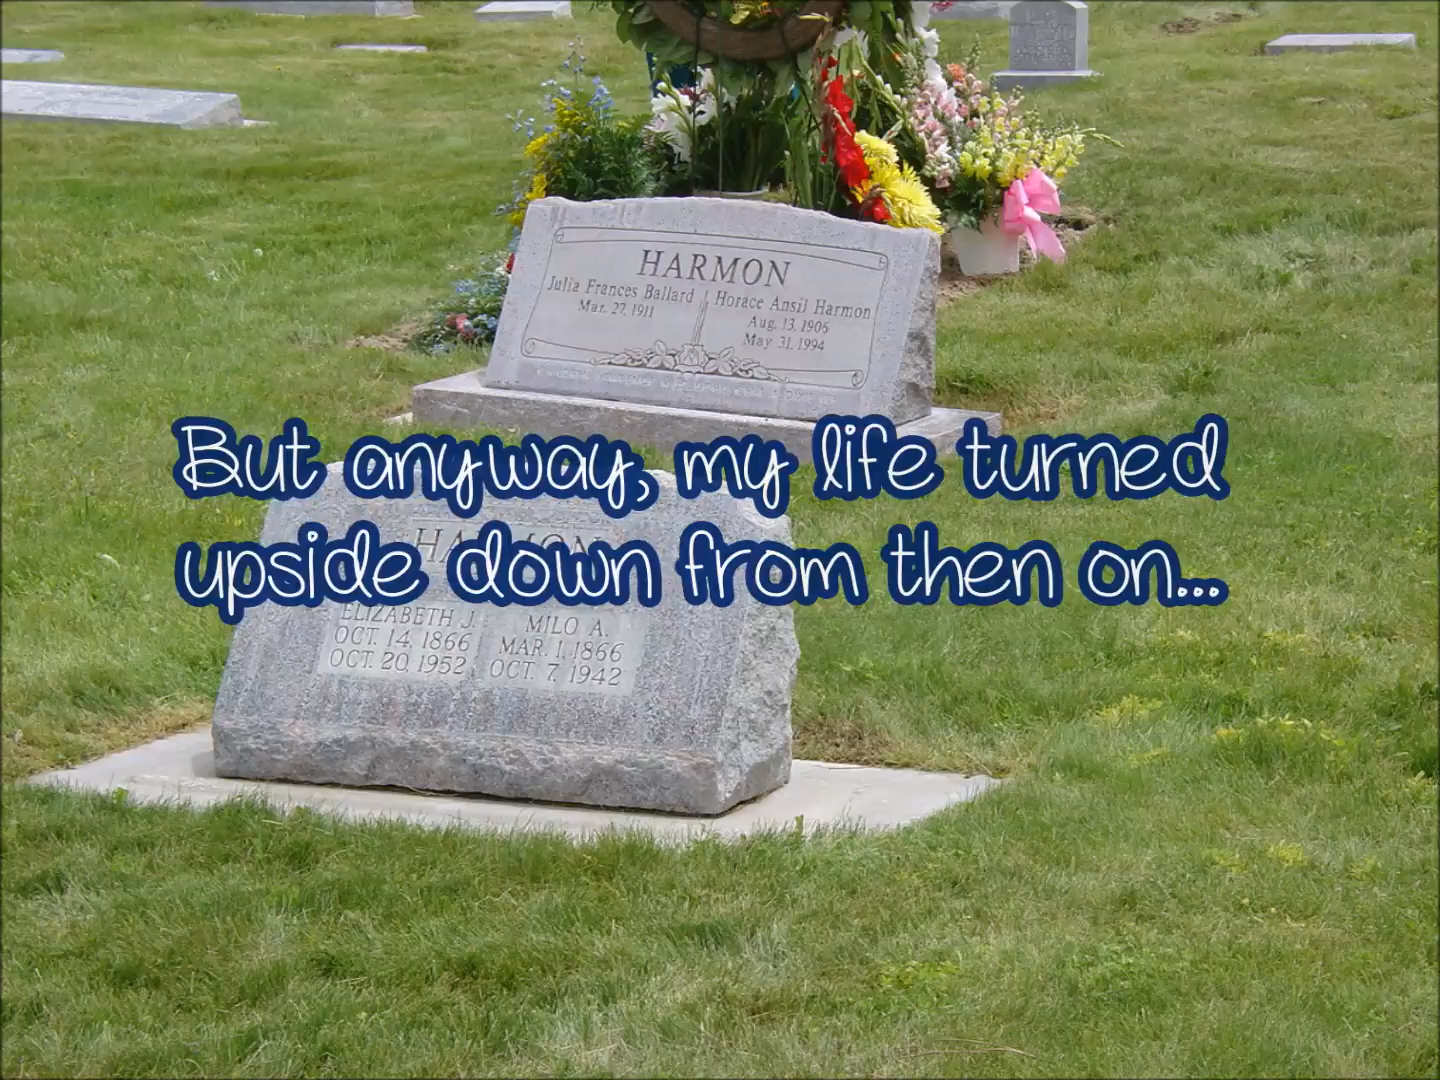 HARMON
Julia Frances Ballard
Mar. 27, 1911
Horace Ansil Harmon
Aug. 13, 1906
May 31, 1994
But anyway, my life turned
upside down from then on...
HARMON
ELIZABETH J.
OCT. 14, 1866
OCT. 20, 1952
MILO A.
MAR. 1, 1866
OCT. 7, 1942